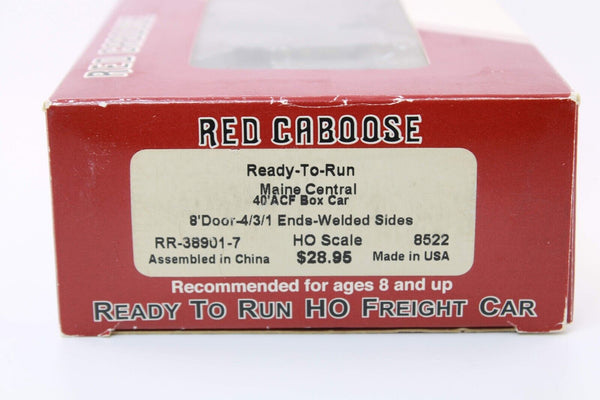 RED CABOOSE
RED CABOOSE
Ready-To-Run
Maine Central
40'ACF Box Car
8'Door-4/3/1 Ends-Welded Sides
RR-38901-7 HO Scale 8522
Assembled in China $28.95 Made in USA
Recommended for ages 8 and up
READY TO RUN HO FREIGHT CAR